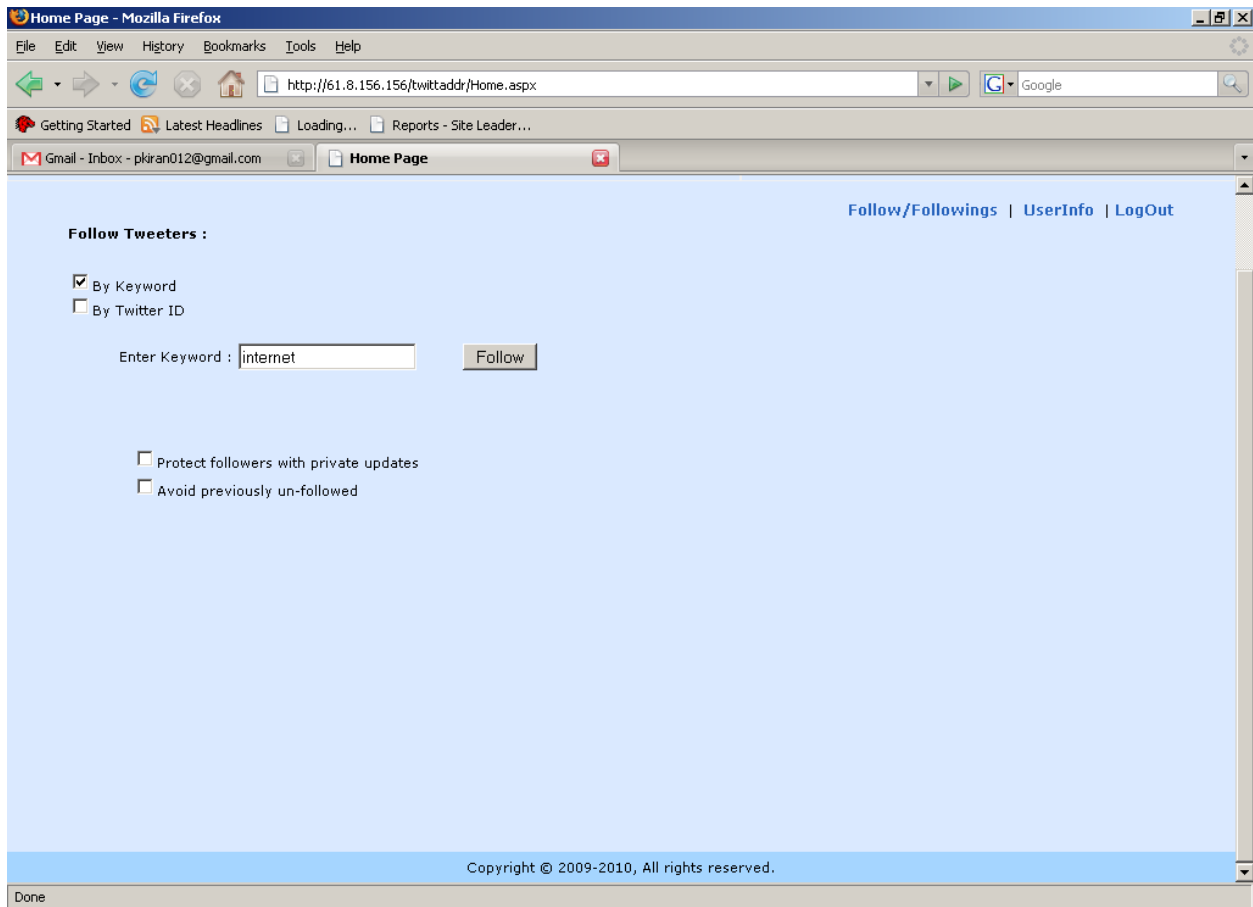 Home Page - Mozilla Firefox
File Edit View History Bookmarks Tools Help
http://61.8.156.156/twittaddr/Home.aspx G Google
Getting Started Latest Headlines Loading... Reports - Site Leader...
Gmail - Inbox - pkiran012@gmail.com Home Page
Follow/Followings | UserInfo | LogOut
Follow Tweeters :
By Keyword
By Twitter ID
Enter Keyword : internet Follow
Protect followers with private updates
Avoid previously un-followed
Copyright © 2009-2010, All rights reserved.
Done